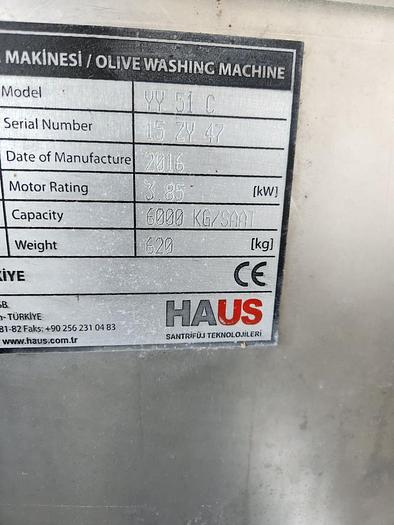 MAKİNESİ / OLIVE WASHING MACHINE
Model YY 51 C
Serial Number 15 ZY 47
Date of Manufacture 2016
Motor Rating 3.85 [kW]
Capacity 6000 KG/SAAT
Weight 620 [kg]
KİYE CE
SB.
n- TÜRKİYE
81-82 Faks: +90 256 231 04 83
www.haus.com.tr
HAUS
SANTRİFÜJ TEKNOLOJİLERİ